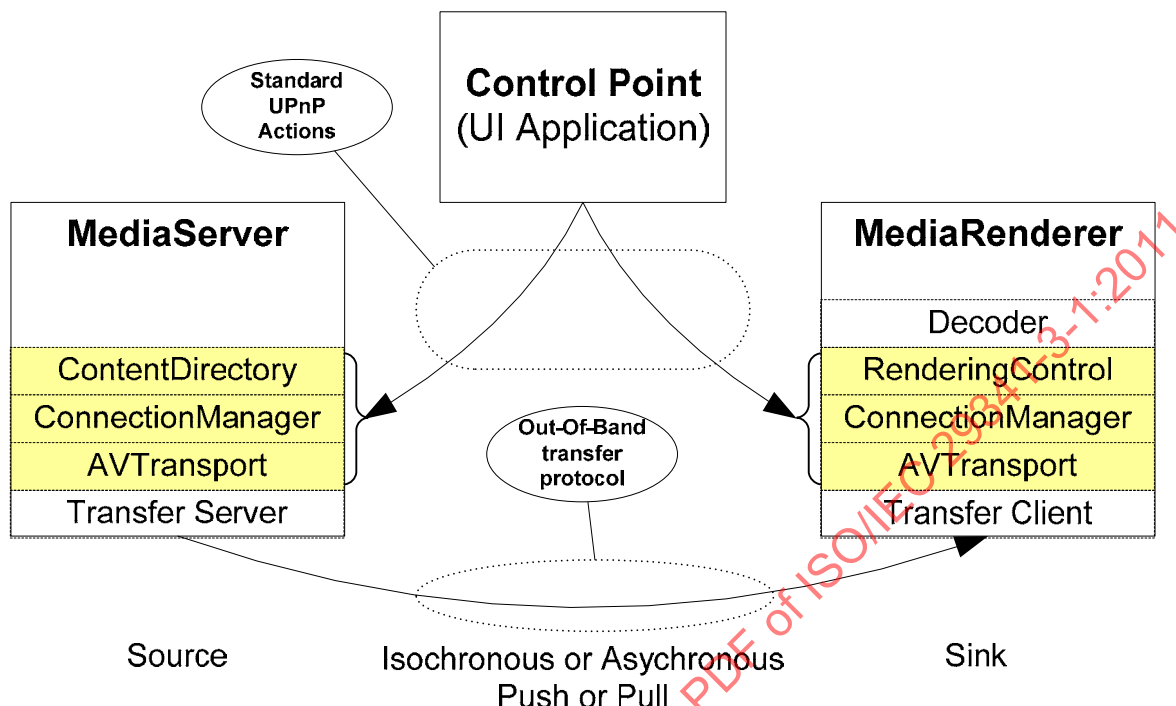 Standard
UPnP
Actions
Control Point
(UI Application)
MediaServer
ContentDirectory
ConnectionManager
AVTransport
Transfer Server
MediaRenderer
Decoder
RenderingControl
ConnectionManager
AVTransport
Transfer Client
Out-Of-Band
transfer
protocol
Source
Isochronous or Asychronous
Push or Pull
Sink
PDF of ISO/IEC 29341-3-1:2011